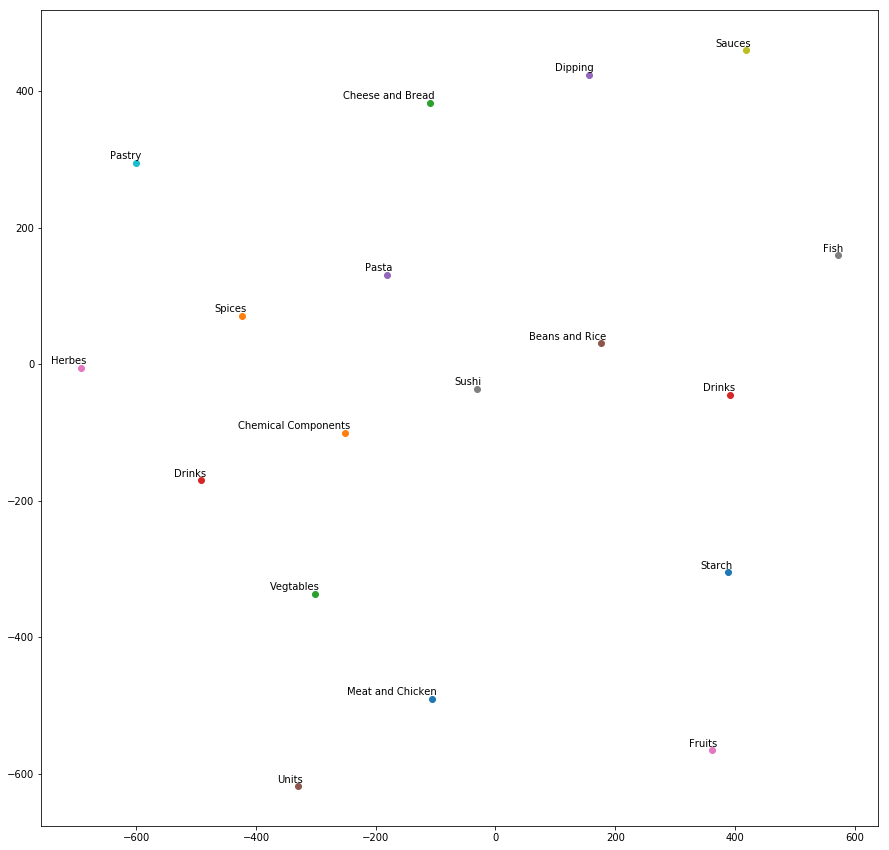 Sauces
Dipping
Cheese and Bread
400
Pastry
Fish
200
Pasta
Spices
Beans and Rice
0
Herbes
Sushi
Drinks
Chemical Components
Drinks
−200
Starch
Vegtables
−400
Meat and Chicken
Fruits
−600
Units
−600 −400 −200 0 200 400 600